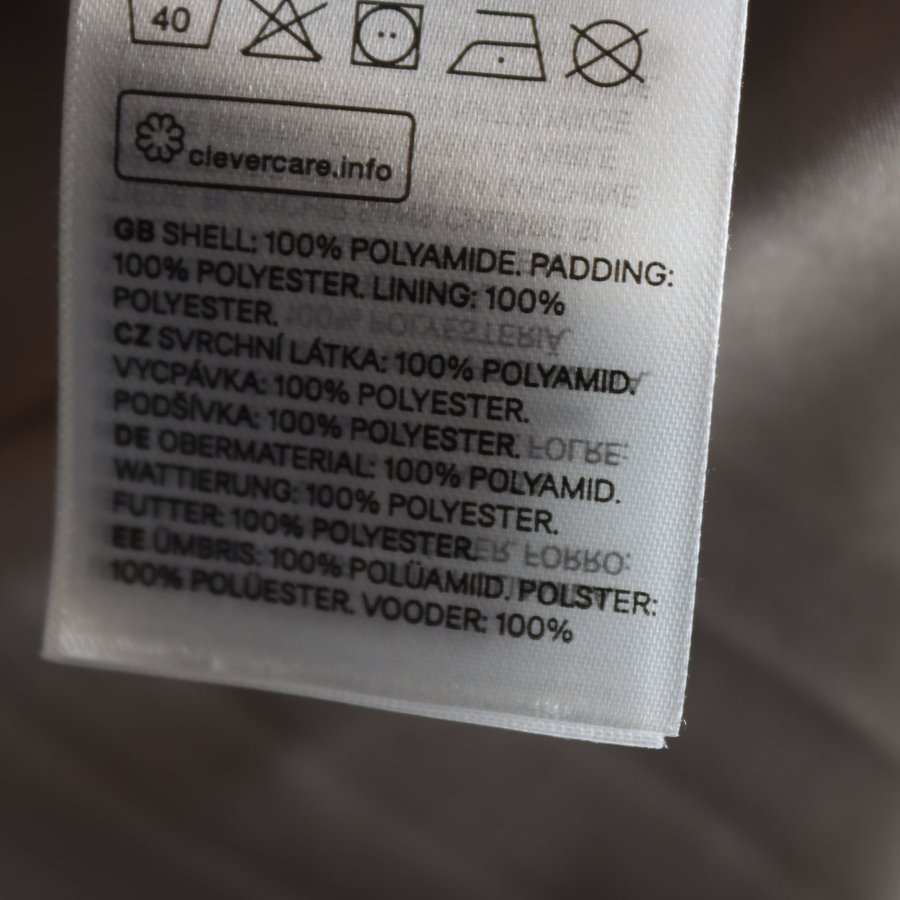 40
clevercare.info
GB SHELL: 100% POLYAMIDE. PADDING:
100% POLYESTER. LINING: 100%
POLYESTER.
CZ SVRCHNÍ LÁTKA: 100% POLYAMID.
VYCPÁVKA: 100% POLYESTER.
PODŠÍVKA: 100% POLYESTER.
DE OBERMATERIAL: 100% POLYAMID.
WATTIERUNG: 100% POLYESTER.
FUTTER: 100% POLYESTER.
EE ÜMBRIS: 100% POLÜAMIID. POLSTER:
100% POLÜESTER. VOODER: 100%